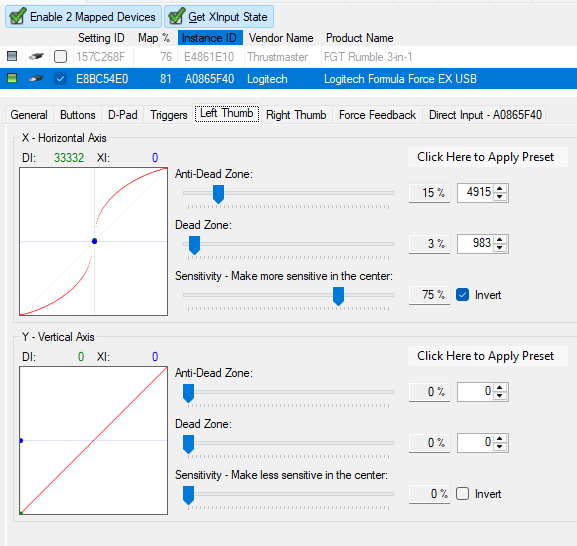 Enable 2 Mapped Devices Get XInput State
Setting ID Map % Instance ID Vendor Name Product Name
157C268F 76 E4861E10 Thrustmaster FGT Rumble 3-in-1
E8BC54E0 81 A0865F40 Logitech Logitech Formula Force EX USB
General Buttons D-Pad Triggers Left Thumb Right Thumb Force Feedback Direct Input - A0865F40
X - Horizontal Axis
DI: 33332 XI: 0 Click Here to Apply Preset
Anti-Dead Zone:
15 % 4915
Dead Zone:
3 % 983
Sensitivity - Make more sensitive in the center:
75 % Invert
Y - Vertical Axis
DI: 0 XI: 0 Click Here to Apply Preset
Anti-Dead Zone:
0 % 0
Dead Zone:
0 % 0
Sensitivity - Make less sensitive in the center:
0 % Invert